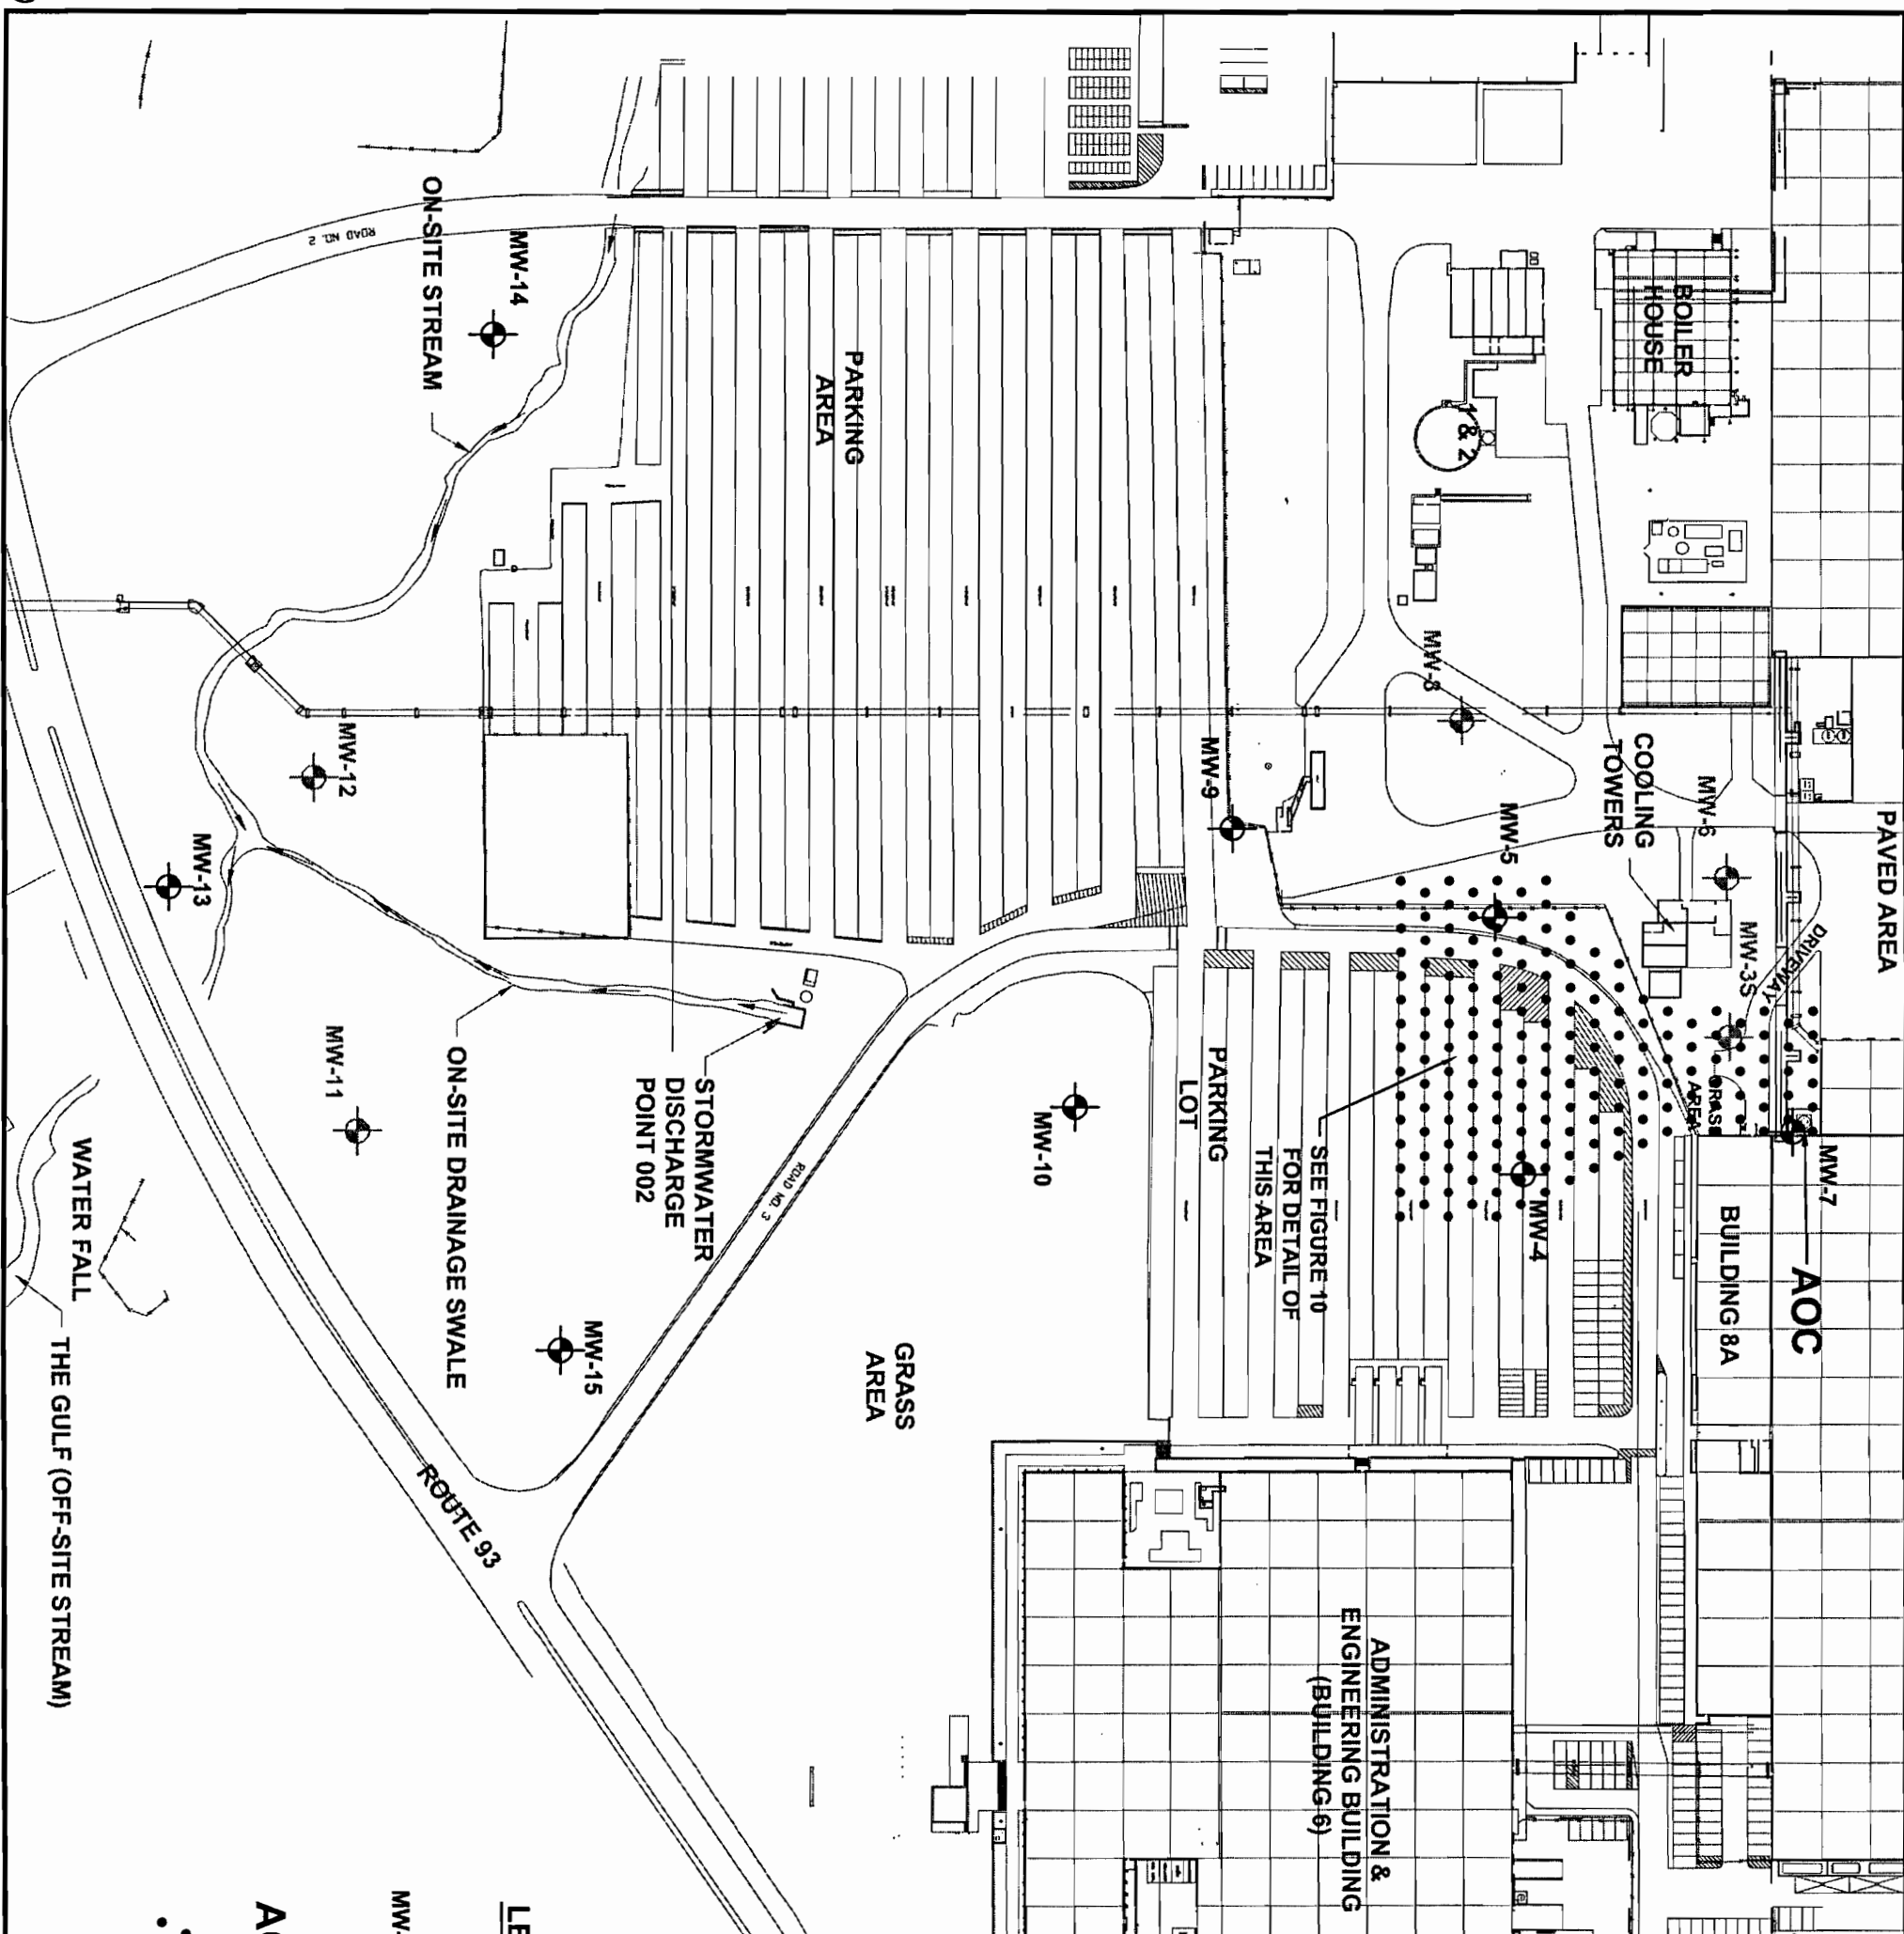 PAVED AREA
DRIVEWAY
MW-7
AOC
BOILER
HOUSE
COOLING
TOWERS
MW-6
MW-3S
GRASS
AREA
BUILDING 8A
1 & 2
MW-8
MW-5
MW-4
SEE FIGURE 10
FOR DETAIL OF
THIS AREA
ADMINISTRATION &
ENGINEERING BUILDING
(BUILDING 6)
MW-9
PARKING
LOT
MW-10
PARKING
AREA
GRASS
AREA
ROAD NO. 3
STORMWATER
DISCHARGE
POINT 002
MW-15
MW-14
ON-SITE STREAM
ROAD NO. 2
ON-SITE DRAINAGE SWALE
ROUTE 93
MW-12
MW-11
MW-13
WATER FALL
THE GULF (OFF-SITE STREAM)
LE
MW-
A